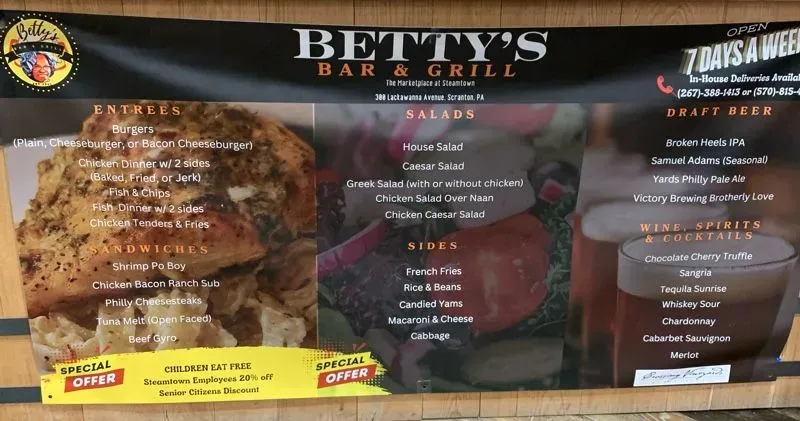 Betty's
BAR & GRILL
BETTY'S
BAR & GRILL
The Marketplace at Steamtown
300 Lackawanna Avenue, Scranton, PA
OPEN
7 DAYS A WEEK
In-House Deliveries Availa
(267)-388-1413 or (570)-815-4
ENTREES
Burgers
(Plain, Cheeseburger, or Bacon Cheeseburger)
Chicken Dinner w/ 2 sides
(Baked, Fried, or Jerk)
Fish & Chips
Fish Dinner w/ 2 sides
Chicken Tenders & Fries
SANDWICHES
Shrimp Po Boy
Chicken Bacon Ranch Sub
Philly Cheesesteaks
Tuna Melt (Open Faced)
Beef Gyro
SPECIAL
OFFER
CHILDREN EAT FREE
Steamtown Employees 20% off
Senior Citizens Discount
SPECIAL
OFFER
SALADS
House Salad
Caesar Salad
Greek Salad (with or without chicken)
Chicken Salad Over Naan
Chicken Caesar Salad
SIDES
French Fries
Rice & Beans
Candied Yams
Macaroni & Cheese
Cabbage
DRAFT BEER
Broken Heels IPA
Samuel Adams (Seasonal)
Yards Philly Pale Ale
Victory Brewing Brotherly Love
WINE, SPIRITS
& COCKTAILS
Chocolate Cherry Truffle
Sangria
Tequila Sunrise
Whiskey Sour
Chardonnay
Cabarbet Sauvignon
Merlot
Vineyards